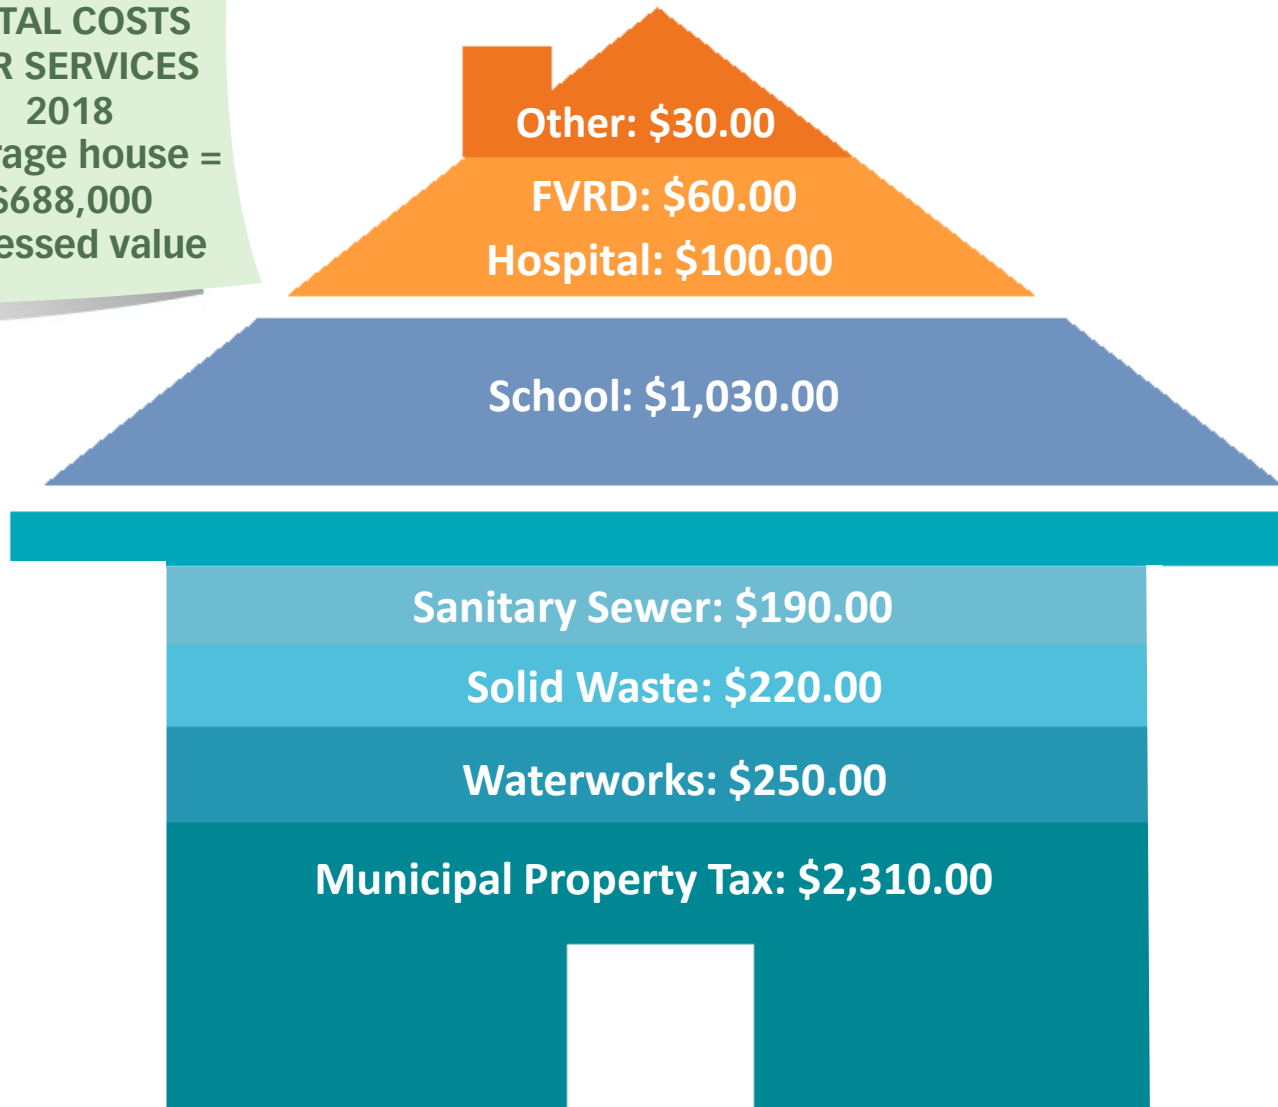 TAL COSTS
R SERVICES
2018
rage house =
$688,000
essed value
Other: $30.00
FVRD: $60.00
Hospital: $100.00
School: $1,030.00
Sanitary Sewer: $190.00
Solid Waste: $220.00
Waterworks: $250.00
Municipal Property Tax: $2,310.00